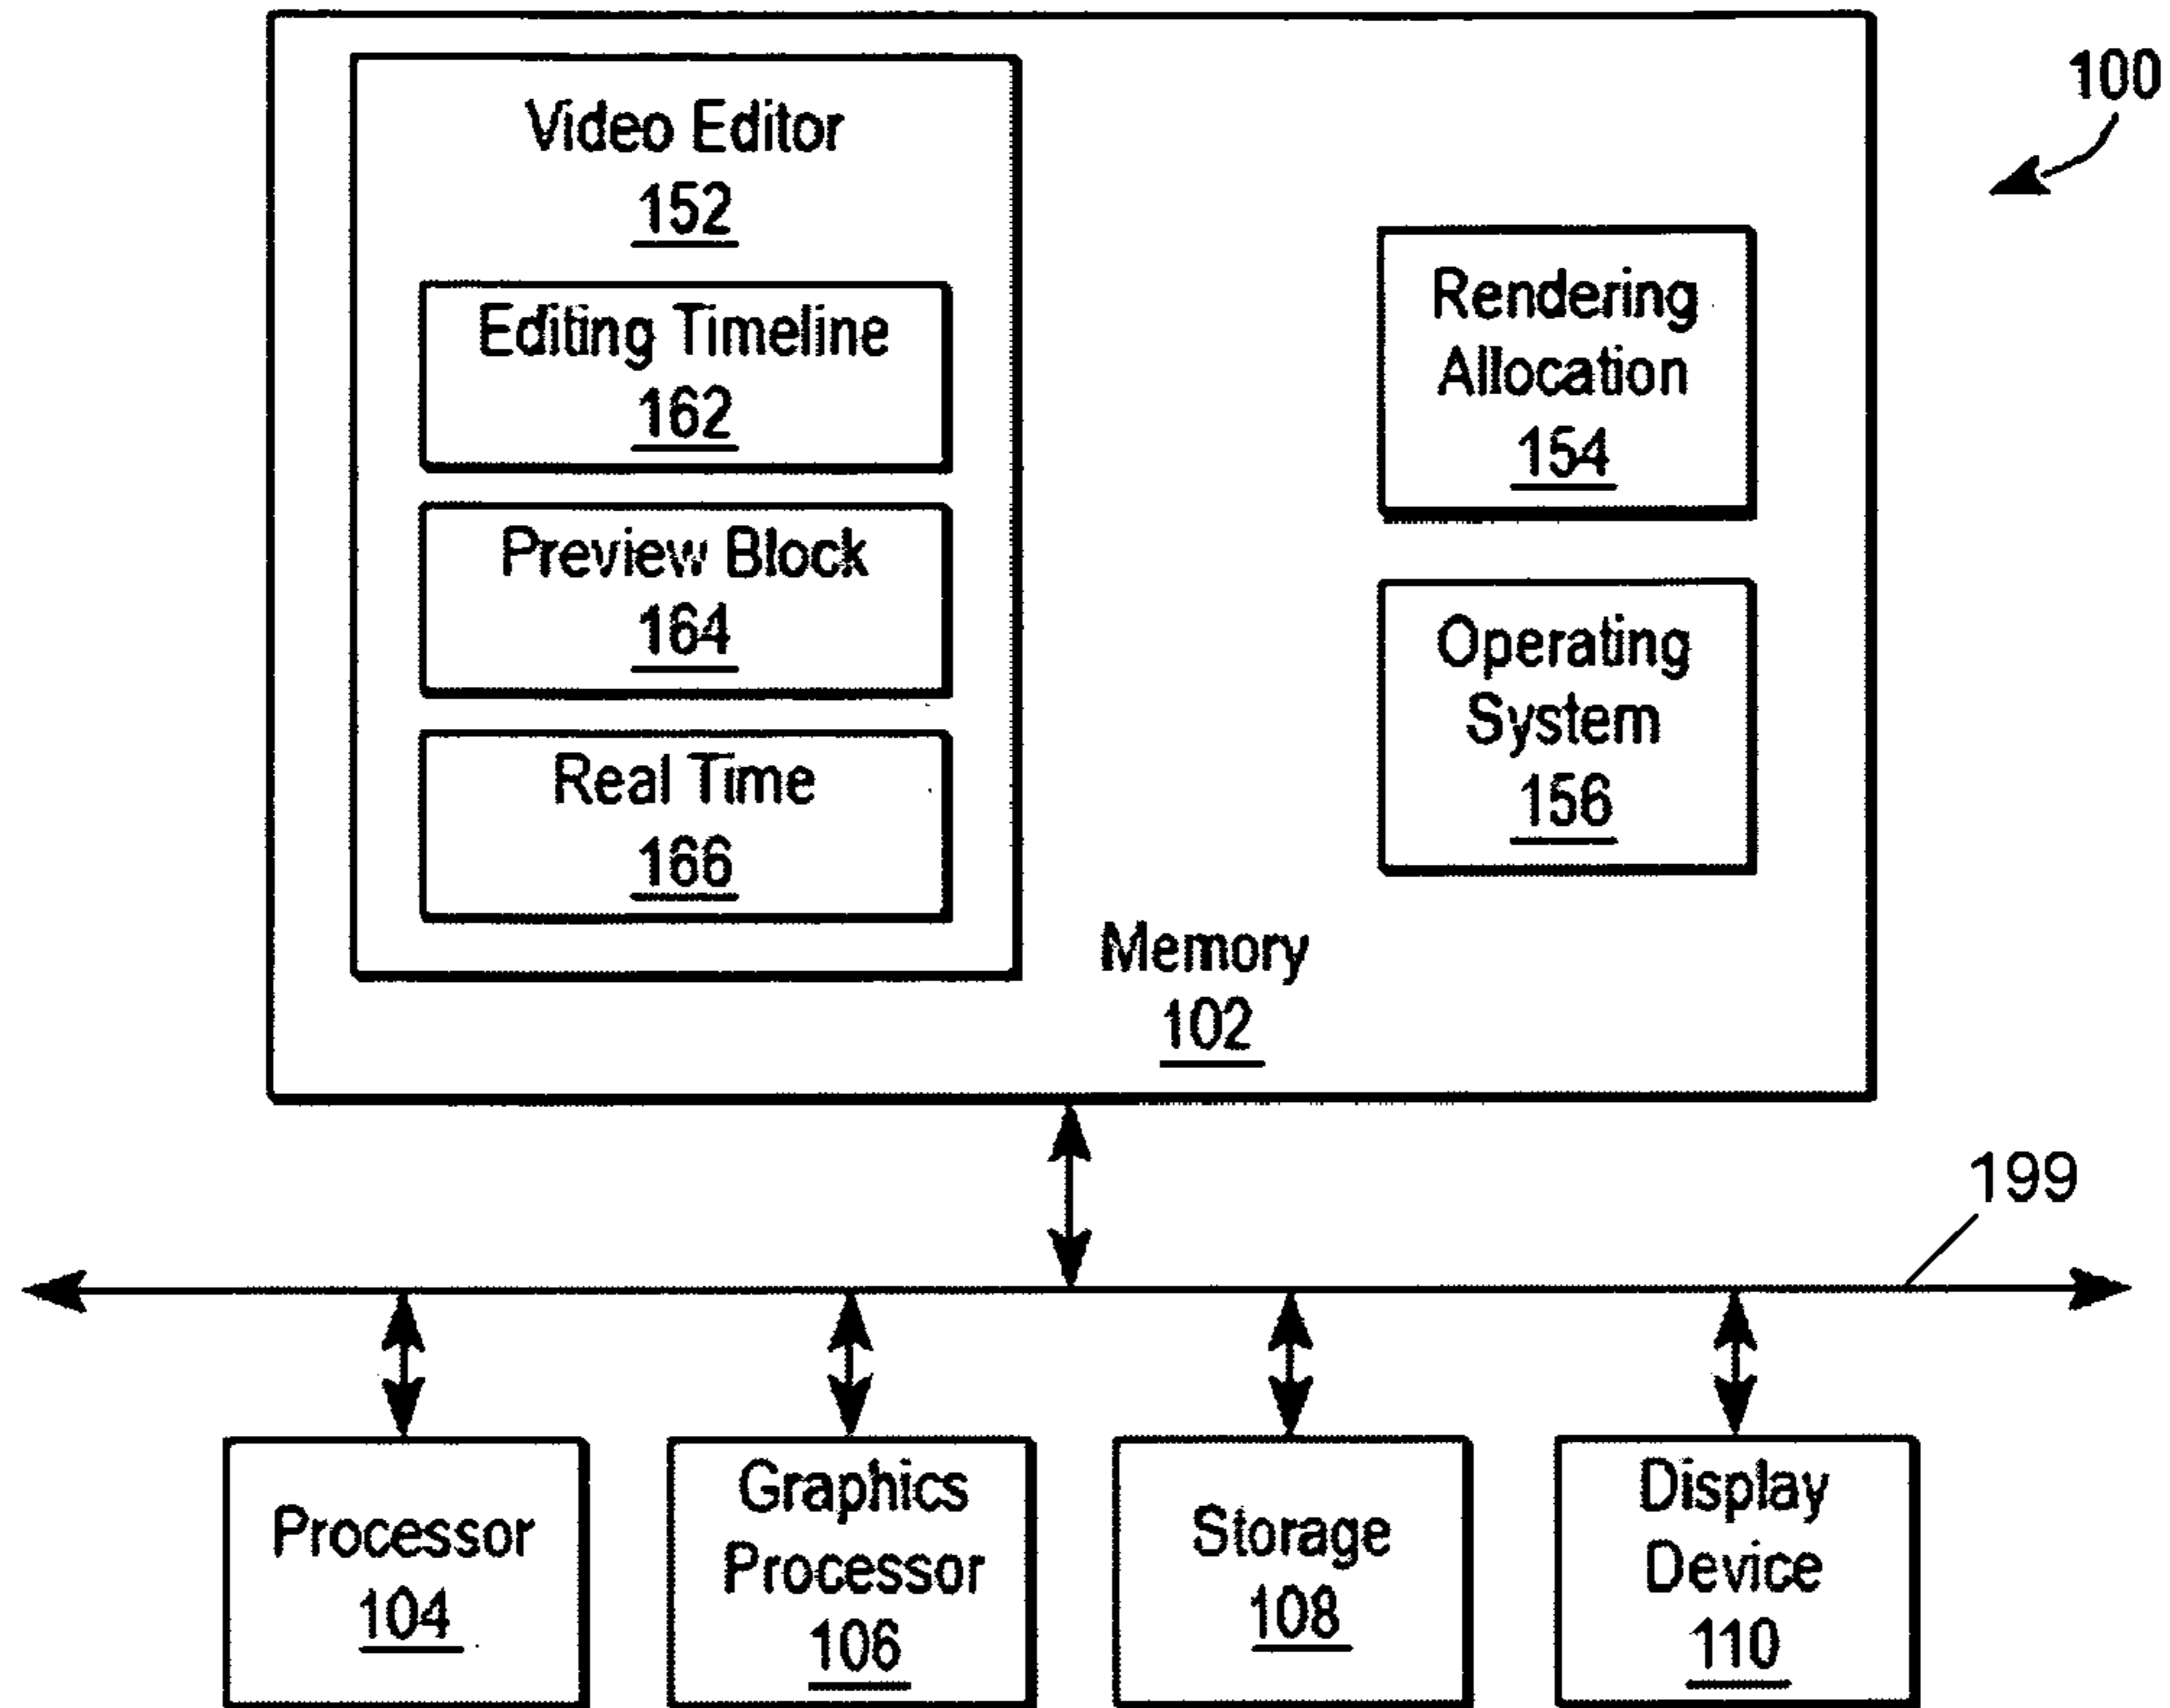 100
Video Editor
152
Editing Timeline
162
Preview Block
164
Real Time
166
Rendering
Allocation
154
Operating
System
156
Memory
102
199
Processor
104
Graphics
Processor
106
Storage
108
Display
Device
110